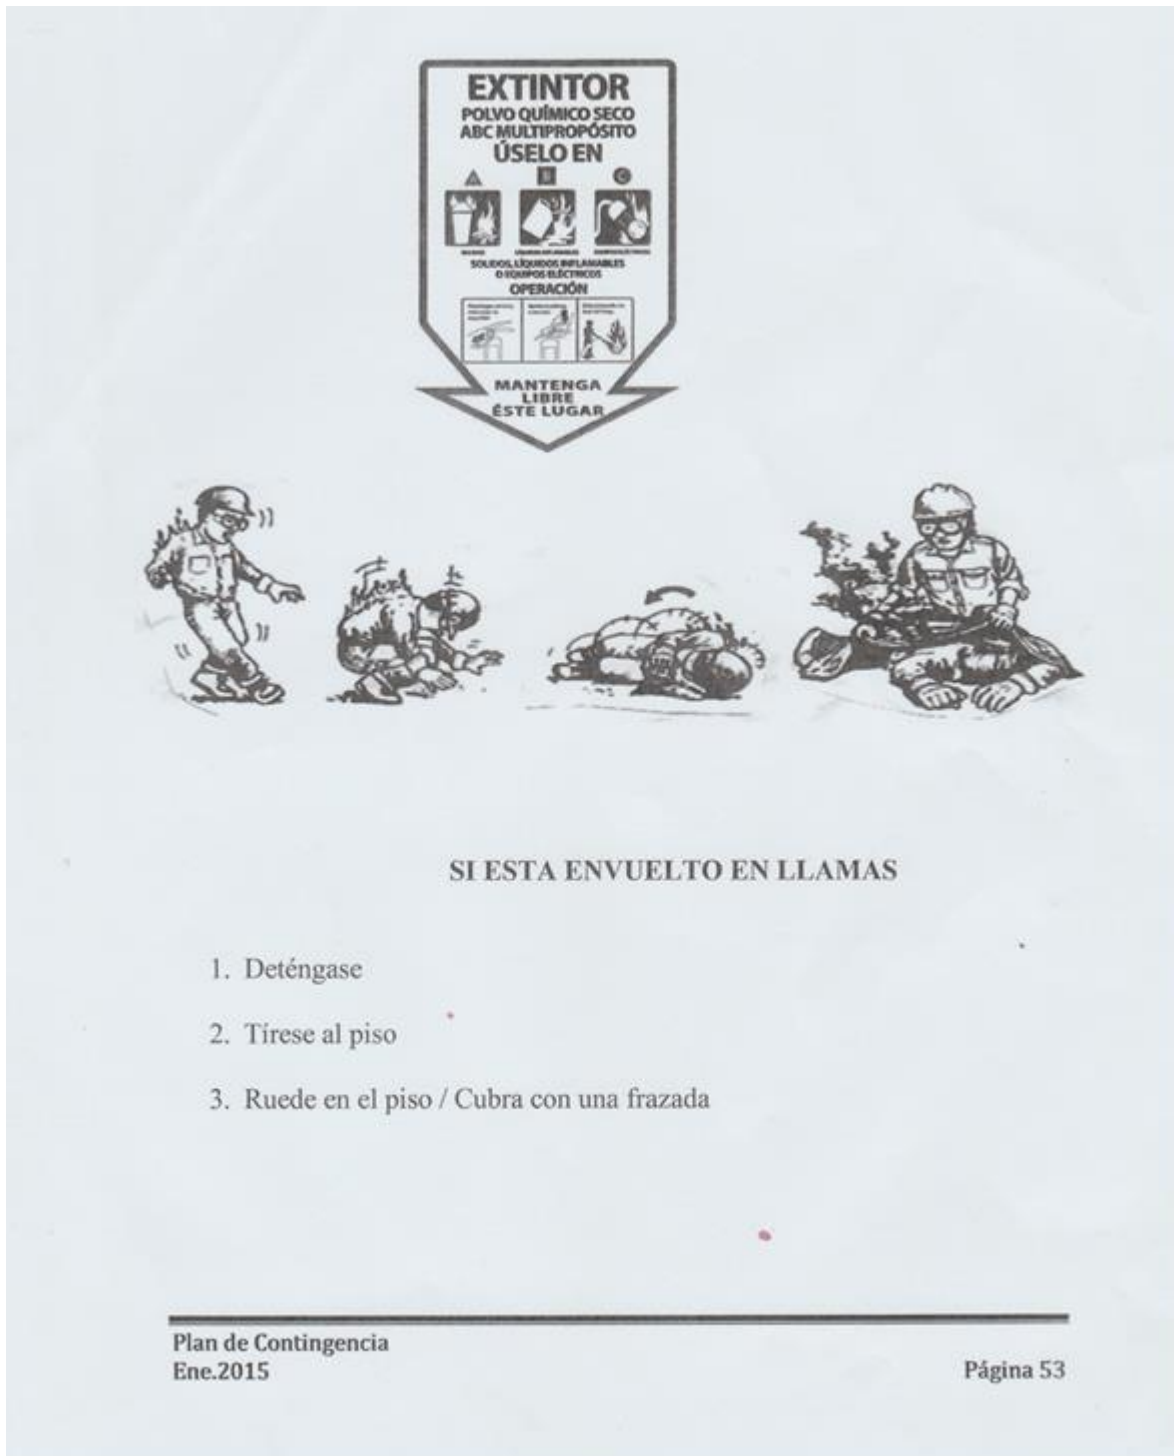 EXTINTOR
POLVO QUÍMICO SECO
ABC MULTIPROPÓSITO
ÚSELO EN
A B C
LÍQUIDOS INFLAMABLES
SOLIDOS, LÍQUIDOS INFLAMABLES
O EQUIPOS ELÉCTRICOS
OPERACIÓN
MANTENGA
LIBRE
ÉSTE LUGAR
SI ESTA ENVUELTO EN LLAMAS
1. Deténgase
2. Tírese al piso
3. Ruede en el piso / Cubra con una frazada
Plan de Contingencia
Ene.2015
Página 53